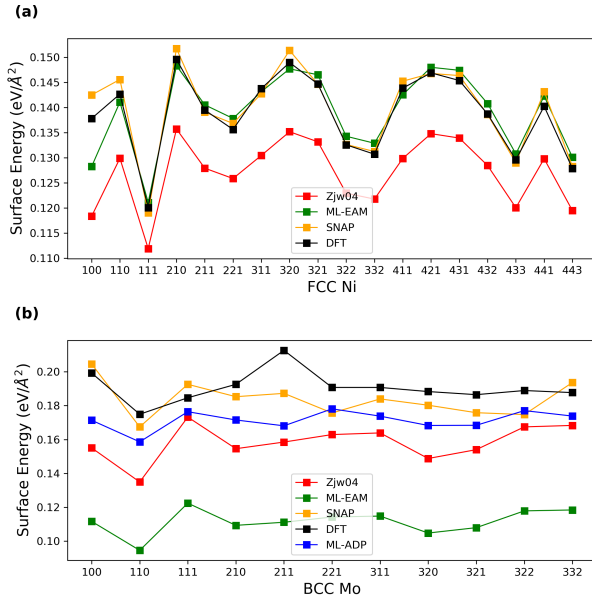 (a)
Surface Energy (eV/Å²)
0.150
0.145
0.140
0.135
0.130
0.125
0.120
0.115
0.110
Zjw04
ML-EAM
SNAP
DFT
100 110 111 210 211 221 311 320 321 322 332 411 421 431 432 433 441 443
FCC Ni
(b)
Surface Energy (eV/Å²)
0.20
0.18
0.16
0.14
0.12
0.10
Zjw04
ML-EAM
SNAP
DFT
ML-ADP
100 110 111 210 211 221 311 320 321 322 332
BCC Mo